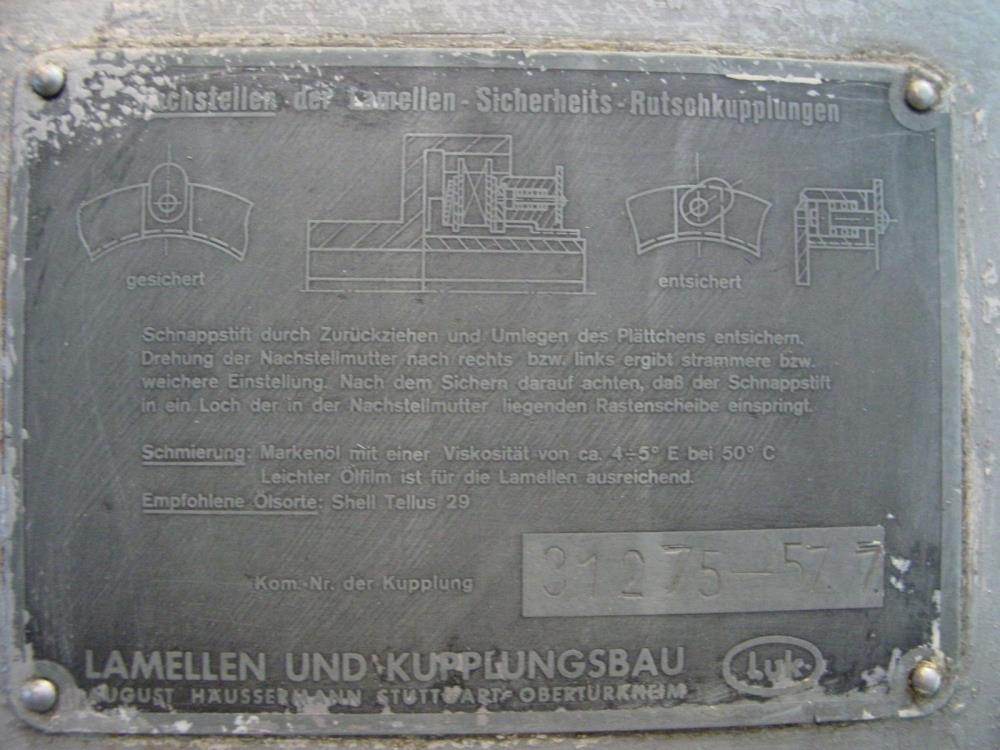 Nachstellen der Lamellen-Sicherheits-Rutschkupplungen
gesichert
entsichert
Schnappstift durch Zurückziehen und Umlegen des Plättchens entsichern.
Drehung der Nachstellmutter nach rechts bzw. links ergibt strammere bzw.
weichere Einstellung. Nach dem Sichern darauf achten, daß der Schnappstift
in ein Loch der in der Nachstellmutter liegenden Rastenscheibe einspringt.
Schmierung: Markenöl mit einer Viskosität von ca. 4÷5° E bei 50° C
Leichter Ölfilm ist für die Lamellen ausreichend.
Empfohlene Ölsorte: Shell Tellus 29
Kom.-Nr. der Kupplung
31275-57.7
LAMELLEN UND KUPPLUNGSBAU
AUGUST HÄUSSERMANN STUTTGART-OBERTÜRKHEIM
Luk